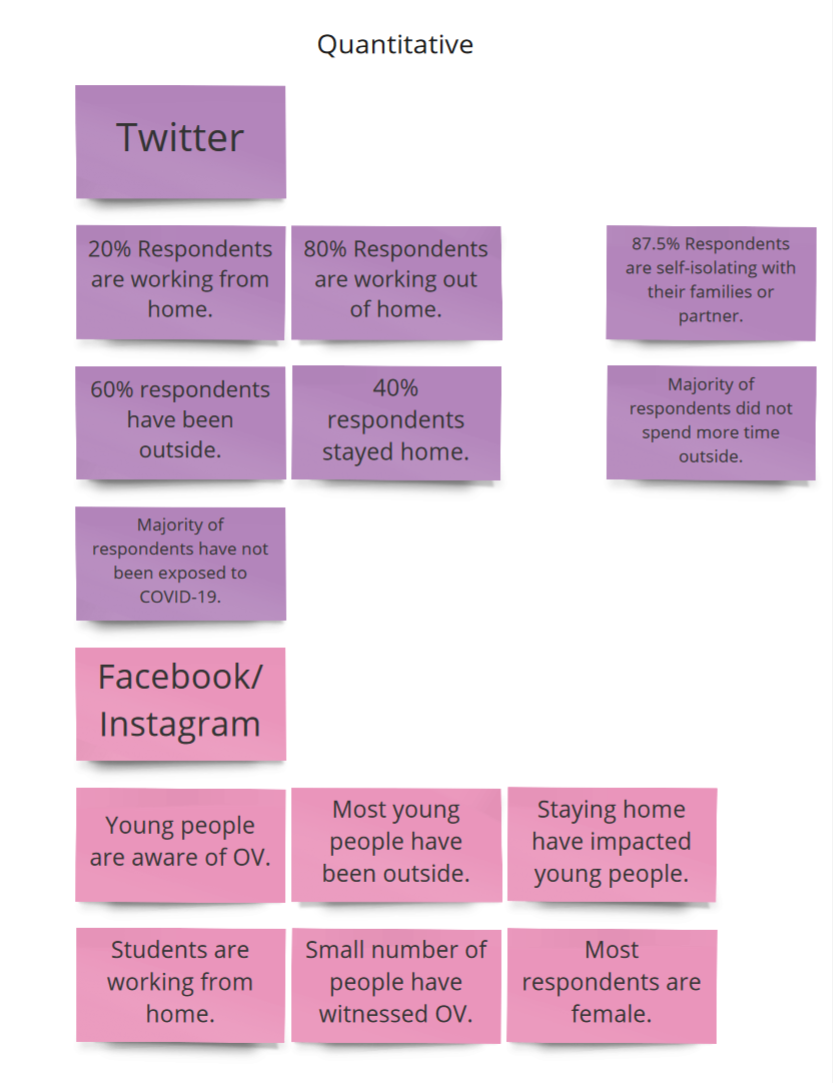 Quantitative
Twitter
20% Respondents
are working from
home.
80% Respondents
are working out
of home.
87.5% Respondents
are self-isolating with
their families or
partner.
60% respondents
have been
outside.
40%
respondents
stayed home.
Majority of
respondents did not
spend more time
outside.
Majority of
respondents have not
been exposed to
COVID-19.
Facebook/
Instagram
Young people
are aware of OV.
Most young
people have
been outside.
Staying home
have impacted
young people.
Students are
working from
home.
Small number of
people have
witnessed OV.
Most
respondents are
female.